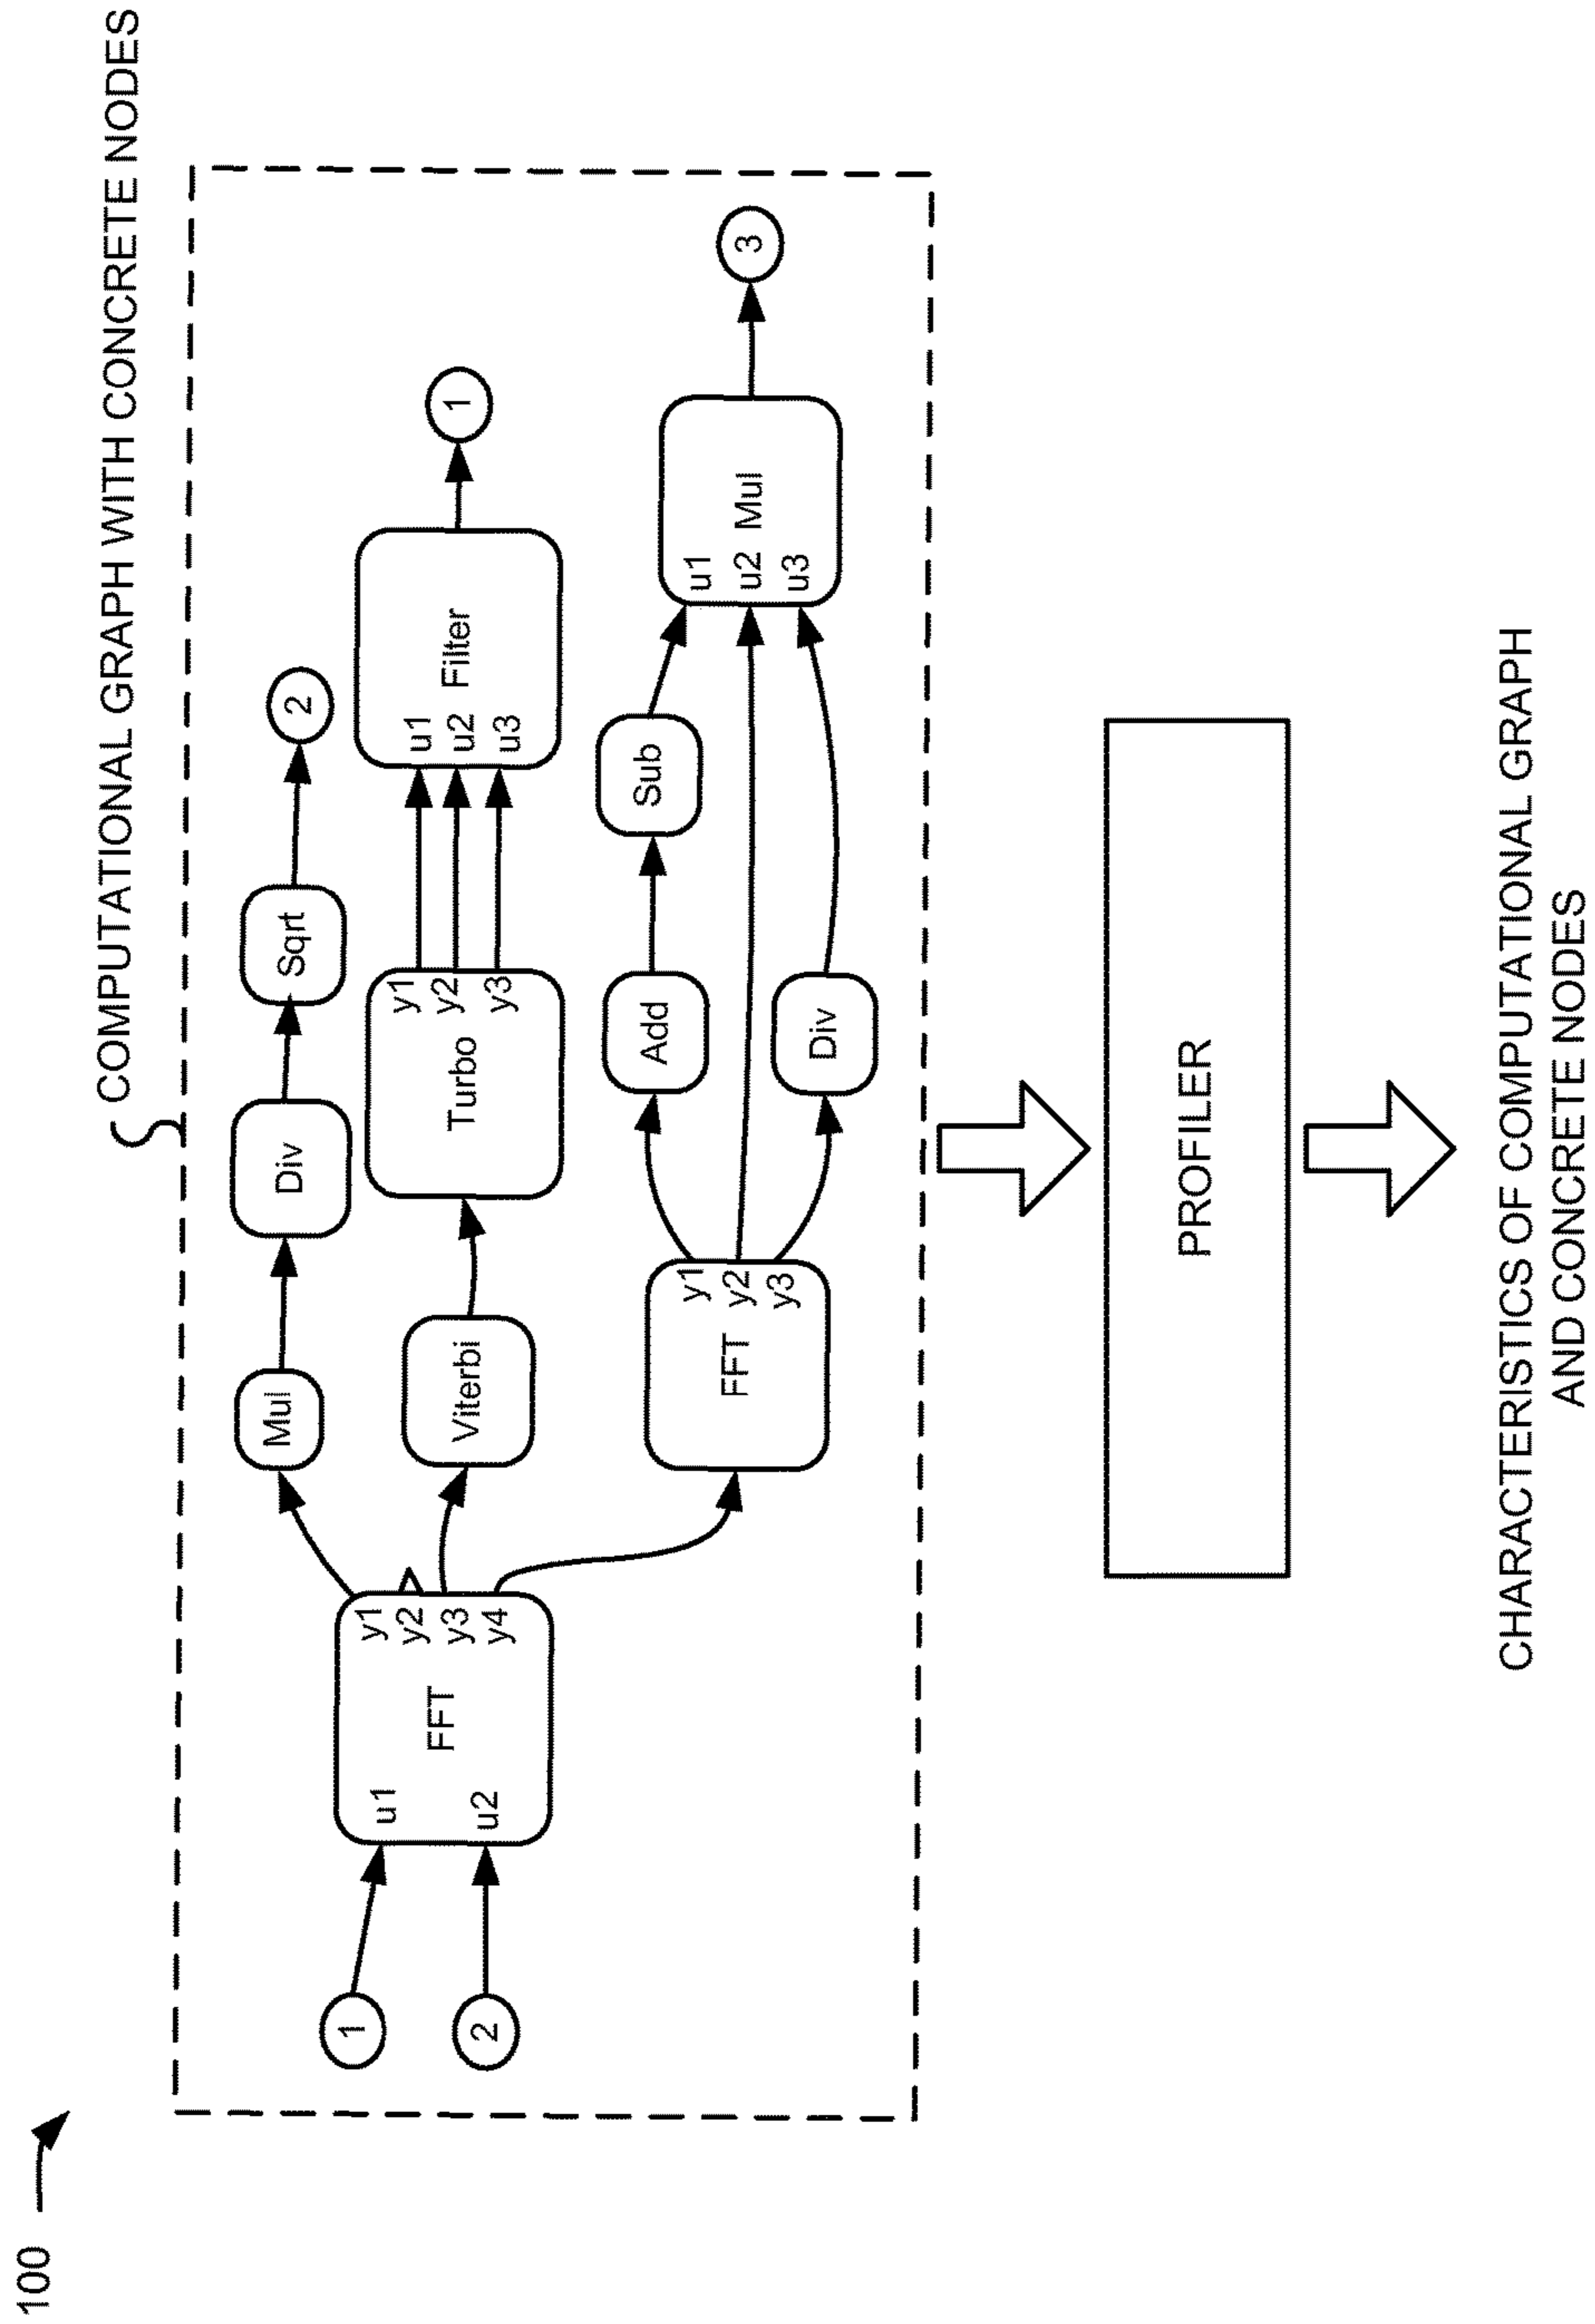 100
COMPUTATIONAL GRAPH WITH CONCRETE NODES
1
2
u1
u2
FFT
y1
y2
y3
y4
Mul
Div
Sqrt
2
Viterbi
Turbo
y1
y2
y3
u1
u2
u3
Filter
1
FFT
y1
y2
y3
Add
Sub
Div
u1
u2
u3
Mul
3
PROFILER
CHARACTERISTICS OF COMPUTATIONAL GRAPH
AND CONCRETE NODES